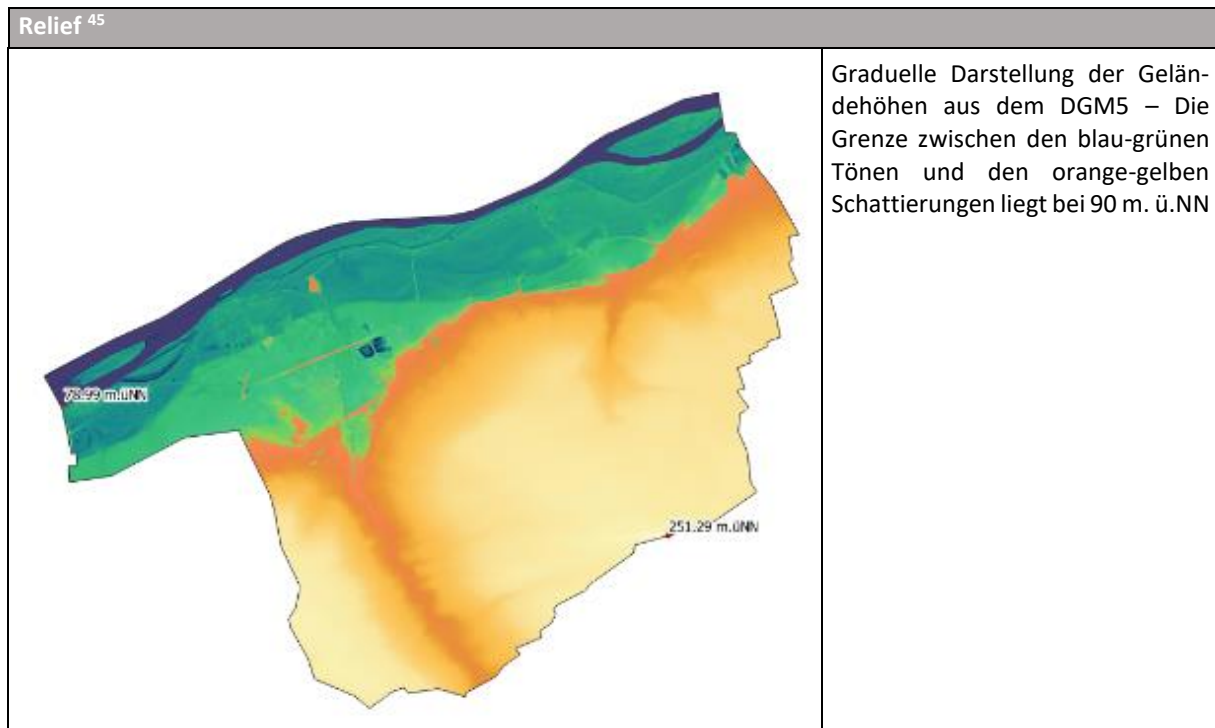 Relief 45
Graduelle Darstellung der Gelän-
dehöhen aus dem DGM5 – Die
Grenze zwischen den blau-grünen
Tönen und den orange-gelben
Schattierungen liegt bei 90 m. ü.NN
78.99 m.üNN
251.29 m.üNN